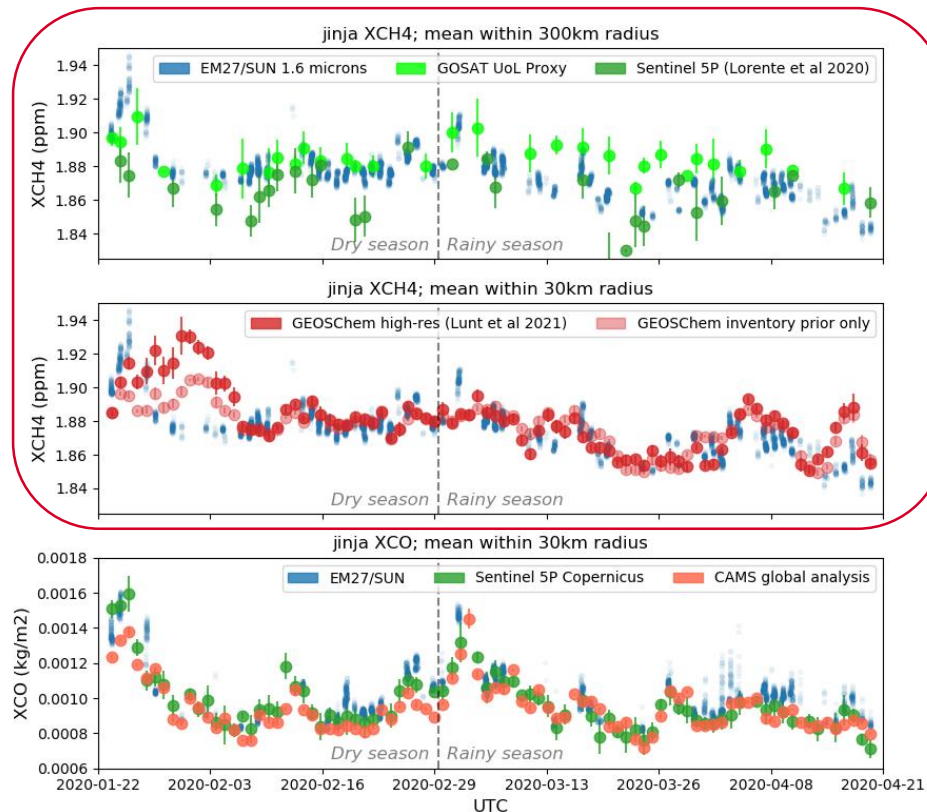 jinja XCH4; mean within 300km radius
EM27/SUN 1.6 microns GOSAT UoL Proxy Sentinel 5P (Lorente et al 2020)
1.94
1.92
1.90
1.88
1.86
1.84
XCH4 (ppm)
Dry season Rainy season
jinja XCH4; mean within 30km radius
GEOSChem high-res (Lunt et al 2021) GEOSChem inventory prior only
1.94
1.92
1.90
1.88
1.86
1.84
XCH4 (ppm)
Dry season Rainy season
jinja XCO; mean within 30km radius
EM27/SUN Sentinel 5P Copernicus CAMS global analysis
0.0018
0.0016
0.0014
0.0012
0.0010
0.0008
0.0006
XCO (kg/m2)
Dry season Rainy season
2020-01-22 2020-02-03 2020-02-16 2020-02-29 2020-03-13 2020-03-26 2020-04-08 2020-04-21
UTC